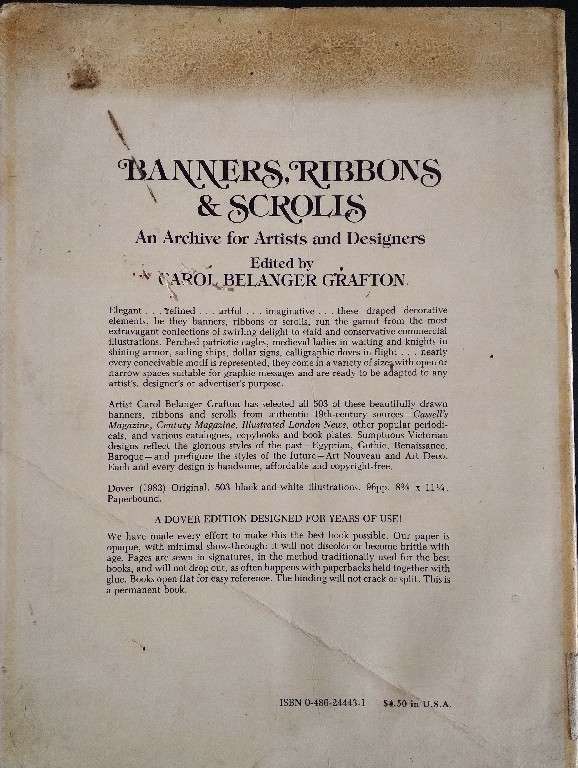 BANNERS, RIBBONS
& SCROLLS
An Archive for Artists and Designers
Edited by
CAROL BELANGER GRAFTON
Elegant . . . refined . . . artful . . . imaginative . . . these draped decorative
elements, be they banners, ribbons or scrolls, run the gamut from the most
extravagant confections of swirling delight to staid and conservative commercial
illustrations. Perched patriotic eagles, medieval ladies in waiting and knights in
shining armor, sailing ships, dollar signs, calligraphic doves in flight . . . nearly
every conceivable motif is represented, they come in a variety of sizes with open or
narrow spaces suitable for graphic messages and are ready to be adapted to any
artist's, designer's or advertiser's purpose.
Artist Carol Belanger Grafton has selected all 503 of these beautifully drawn
banners, ribbons and scrolls from authentic 19th-century sources—Cassell's
Magazine, Century Magazine, Illustrated London News, other popular periodi-
cals, and various catalogues, copybooks and book plates. Sumptuous Victorian
designs reflect the glorious styles of the past—Egyptian, Gothic, Renaissance,
Baroque—and prefigure the styles of the future—Art Nouveau and Art Deco.
Each and every design is handsome, affordable and copyright-free.
Dover (1983) Original. 503 black and white illustrations. 96pp. 8¼ x 11¼.
Paperbound.
A DOVER EDITION DESIGNED FOR YEARS OF USE!
We have made every effort to make this the best book possible. Our paper is
opaque, with minimal show-through; it will not discolor or become brittle with
age. Pages are sewn in signatures, in the method traditionally used for the best
books, and will not drop out, as often happens with paperbacks held together with
glue. Books open flat for easy reference. The binding will not crack or split. This is
a permanent book.
ISBN 0-486-24443-1 $4.50 in U.S.A.